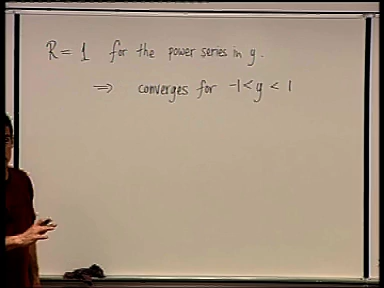 R = 1 for the power series in y.
⇒ converges for -1 < y < 1